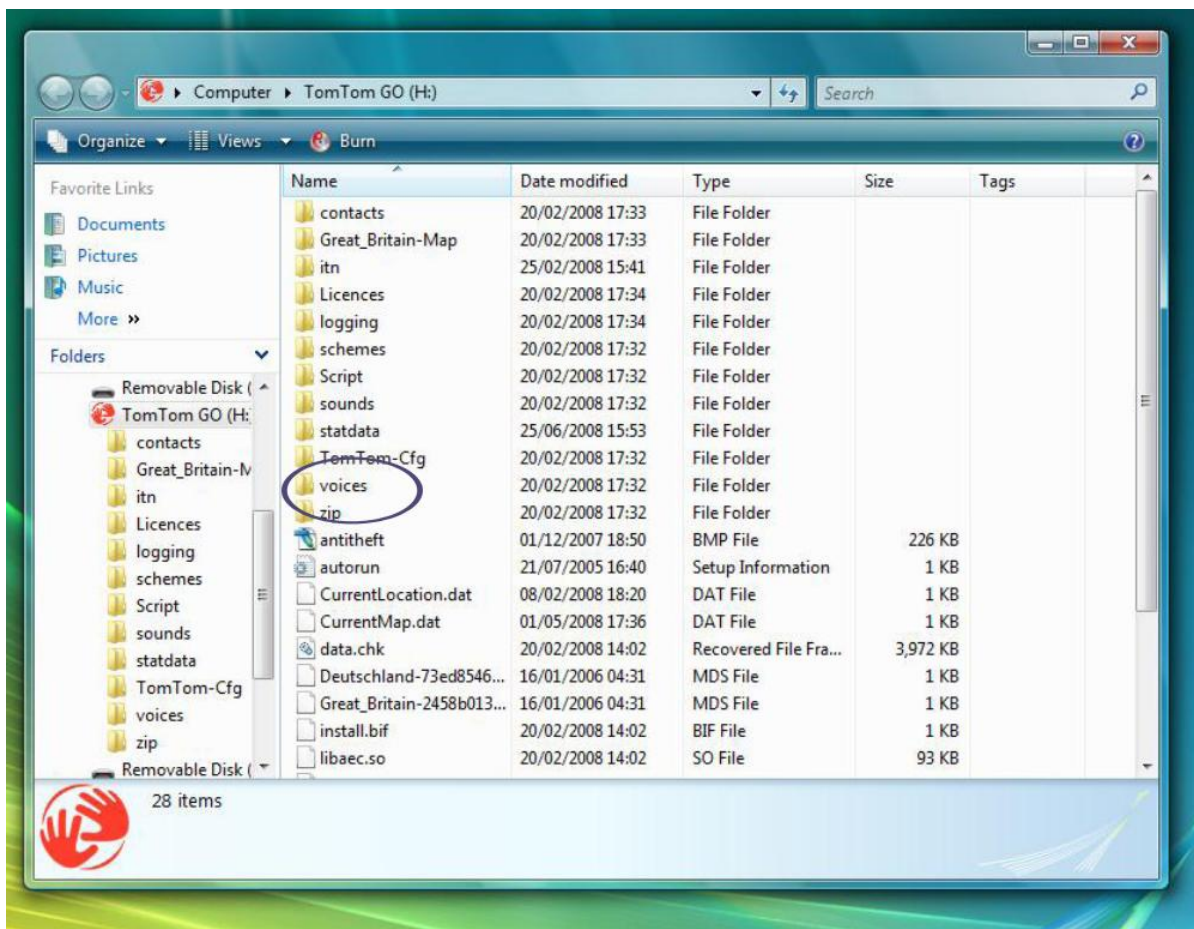 Computer ▸ TomTom GO (H:)
Search
Organize Views Burn
Favorite Links
Documents
Pictures
Music
More »
Folders
Removable Disk (
TomTom GO (H:
contacts
Great_Britain-M
itn
Licences
logging
schemes
Script
sounds
statdata
TomTom-Cfg
voices
zip
Removable Disk (
Name Date modified Type Size Tags
contacts 20/02/2008 17:33 File Folder
Great_Britain-Map 20/02/2008 17:33 File Folder
itn 25/02/2008 15:41 File Folder
Licences 20/02/2008 17:34 File Folder
logging 20/02/2008 17:34 File Folder
schemes 20/02/2008 17:32 File Folder
Script 20/02/2008 17:32 File Folder
sounds 20/02/2008 17:32 File Folder
statdata 25/06/2008 15:53 File Folder
TomTom-Cfg 20/02/2008 17:32 File Folder
voices 20/02/2008 17:32 File Folder
zip 20/02/2008 17:32 File Folder
antitheft 01/12/2007 18:50 BMP File 226 KB
autorun 21/07/2005 16:40 Setup Information 1 KB
CurrentLocation.dat 08/02/2008 18:20 DAT File 1 KB
CurrentMap.dat 01/05/2008 17:36 DAT File 1 KB
data.chk 20/02/2008 14:02 Recovered File Fra... 3,972 KB
Deutschland-73ed8546... 16/01/2006 04:31 MDS File 1 KB
Great_Britain-2458b013... 16/01/2006 04:31 MDS File 1 KB
install.bif 20/02/2008 14:02 BIF File 1 KB
libaec.so 20/02/2008 14:02 SO File 93 KB
28 items